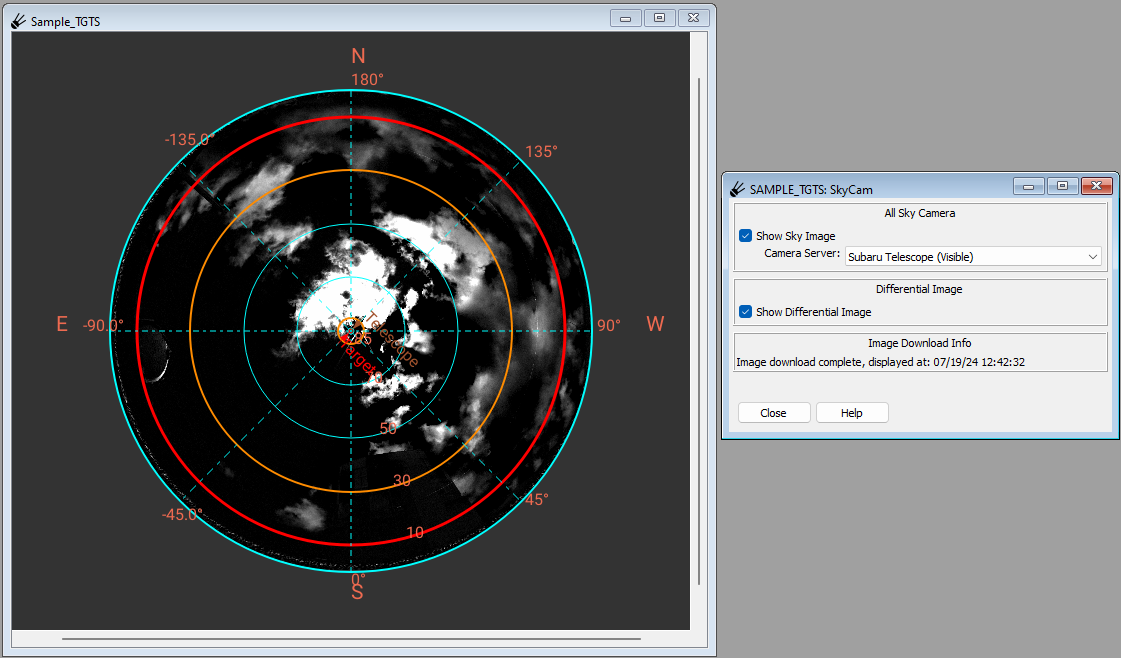 Sample_TGTS
N
180°
-135.0°
135°
E
-90.0°
90°
W
Telescope
Targets
50
30
-45.0°
45°
10
0°
S
SAMPLE_TGTS: SkyCam
All Sky Camera
Show Sky Image
Camera Server:
Subaru Telescope (Visible)
Differential Image
Show Differential Image
Image Download Info
Image download complete, displayed at: 07/19/24 12:42:32
Close
Help